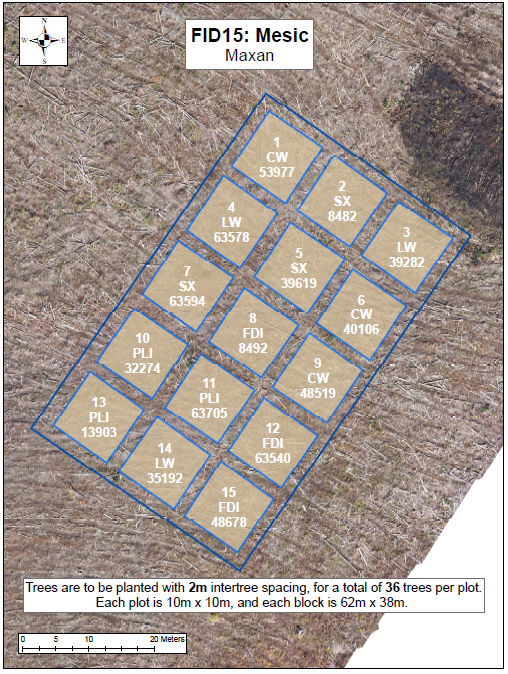 FID15: Mesic
Maxan
N
W E
S
1
CW
53977
2
SX
8482
3
LW
39282
4
LW
63578
5
SX
39619
6
CW
40106
7
SX
63594
8
FDI
8492
9
CW
48519
10
PLI
32274
11
PLI
63705
12
FDI
63540
13
PLI
13903
14
LW
35192
15
FDI
48678
Trees are to be planted with 2m intertree spacing, for a total of 36 trees per plot.
Each plot is 10m x 10m, and each block is 62m x 38m.
0 5 10 20 Meters